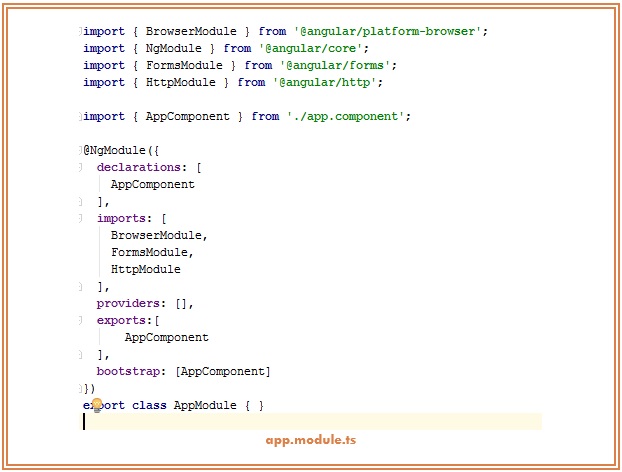 import { BrowserModule } from '@angular/platform-browser';
import { NgModule } from '@angular/core';
import { FormsModule } from '@angular/forms';
import { HttpModule } from '@angular/http';

import { AppComponent } from './app.component';

@NgModule({
  declarations: [
    AppComponent
  ],
  imports: [
    BrowserModule,
    FormsModule,
    HttpModule
  ],
  providers: [],
  exports:[
      AppComponent
  ],
  bootstrap: [AppComponent]
})
export class AppModule { }
app.module.ts